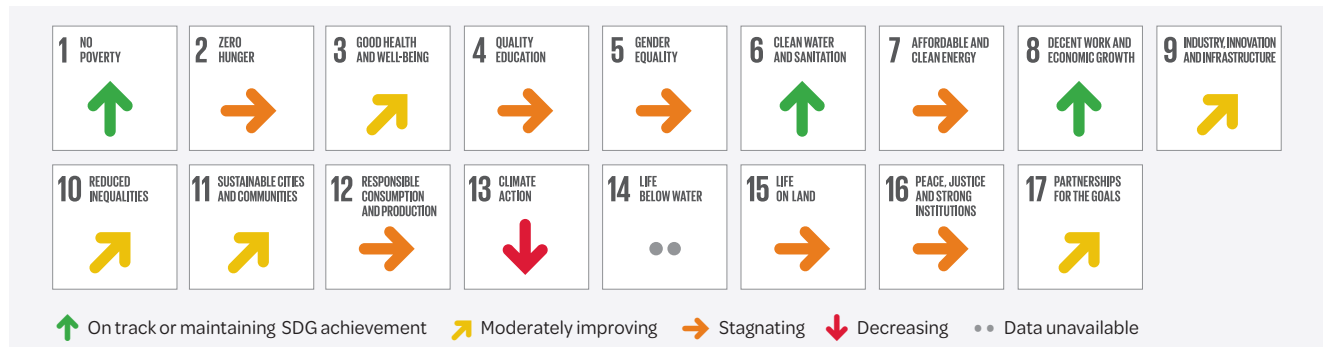 1 NO
POVERTY
2 ZERO
HUNGER
3 GOOD HEALTH
AND WELL-BEING
4 QUALITY
EDUCATION
5 GENDER
EQUALITY
6 CLEAN WATER
AND SANITATION
7 AFFORDABLE AND
CLEAN ENERGY
8 DECENT WORK AND
ECONOMIC GROWTH
9 INDUSTRY, INNOVATION
AND INFRASTRUCTURE
10 REDUCED
INEQUALITIES
11 SUSTAINABLE CITIES
AND COMMUNITIES
12 RESPONSIBLE
CONSUMPTION
AND PRODUCTION
13 CLIMATE
ACTION
14 LIFE
BELOW WATER
15 LIFE
ON LAND
16 PEACE, JUSTICE
AND STRONG
INSTITUTIONS
17 PARTNERSHIPS
FOR THE GOALS
On track or maintaining SDG achievement
Moderately improving
Stagnating
Decreasing
Data unavailable